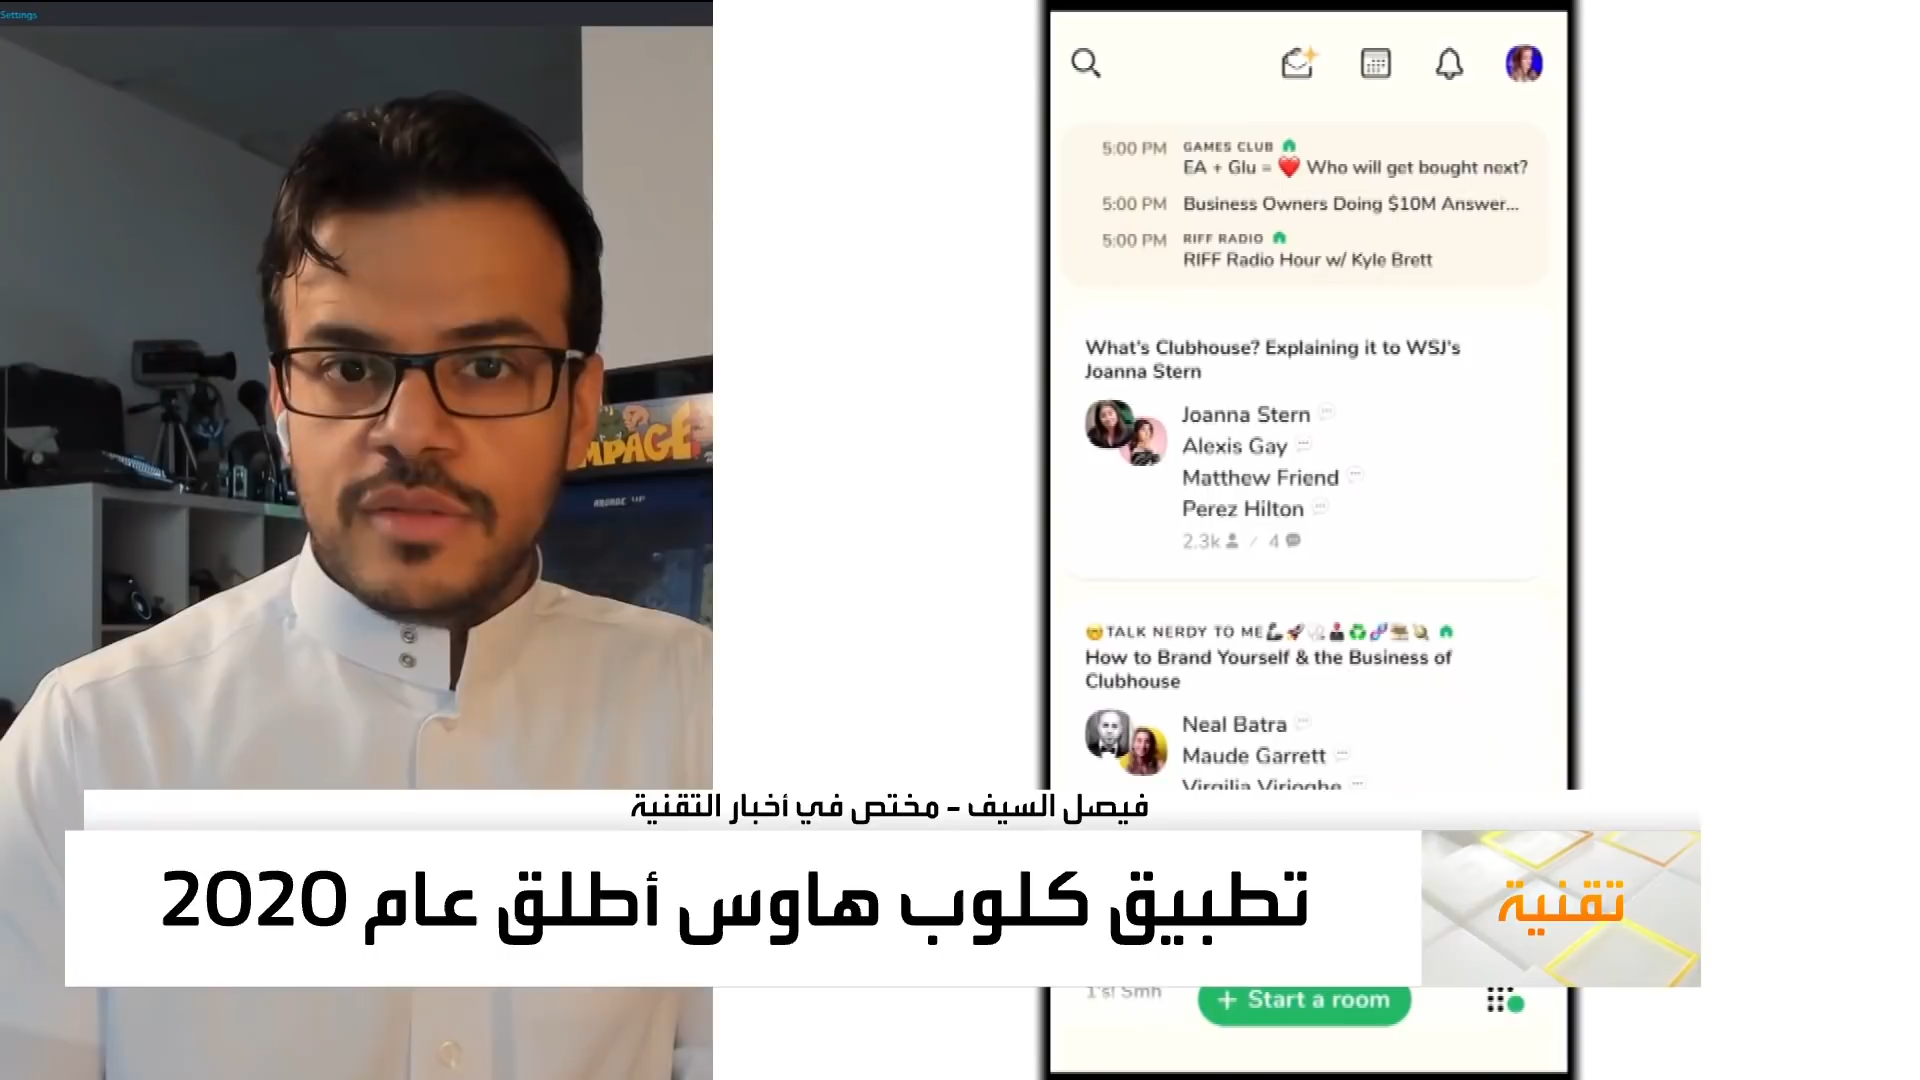 Settings
5:00 PM GAMES CLUB
EA + Glu = ❤️ Who will get bought next?
5:00 PM Business Owners Doing $10M Answer...
5:00 PM RIFF RADIO
RIFF Radio Hour w/ Kyle Brett
What's Clubhouse? Explaining it to WSJ's
Joanna Stern
Joanna Stern
Alexis Gay
Matthew Friend
Perez Hilton
2.3k / 4
MPAGE
ARCADE 1UP
TALK NERDY TO ME
How to Brand Yourself & the Business of
Clubhouse
Neal Batra
Maude Garrett
فيصل السيف - مختص في أخبار التقنية
تطبيق كلوب هاوس أطلق عام 2020
تقنية
+ Start a room